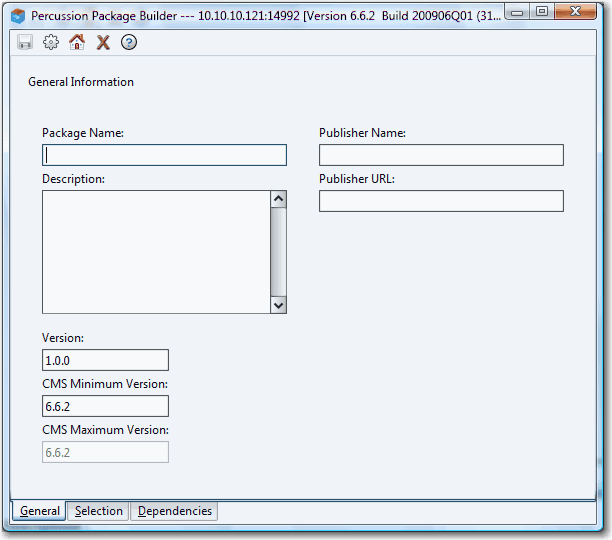 Percussion Package Builder --- 10.10.10.121:14992 [Version 6.6.2 Build 200906Q01 (31...
General Information
Package Name:
Publisher Name:
Description:
Publisher URL:
Version:
1.0.0
CMS Minimum Version:
6.6.2
CMS Maximum Version:
6.6.2
General Selection Dependencies